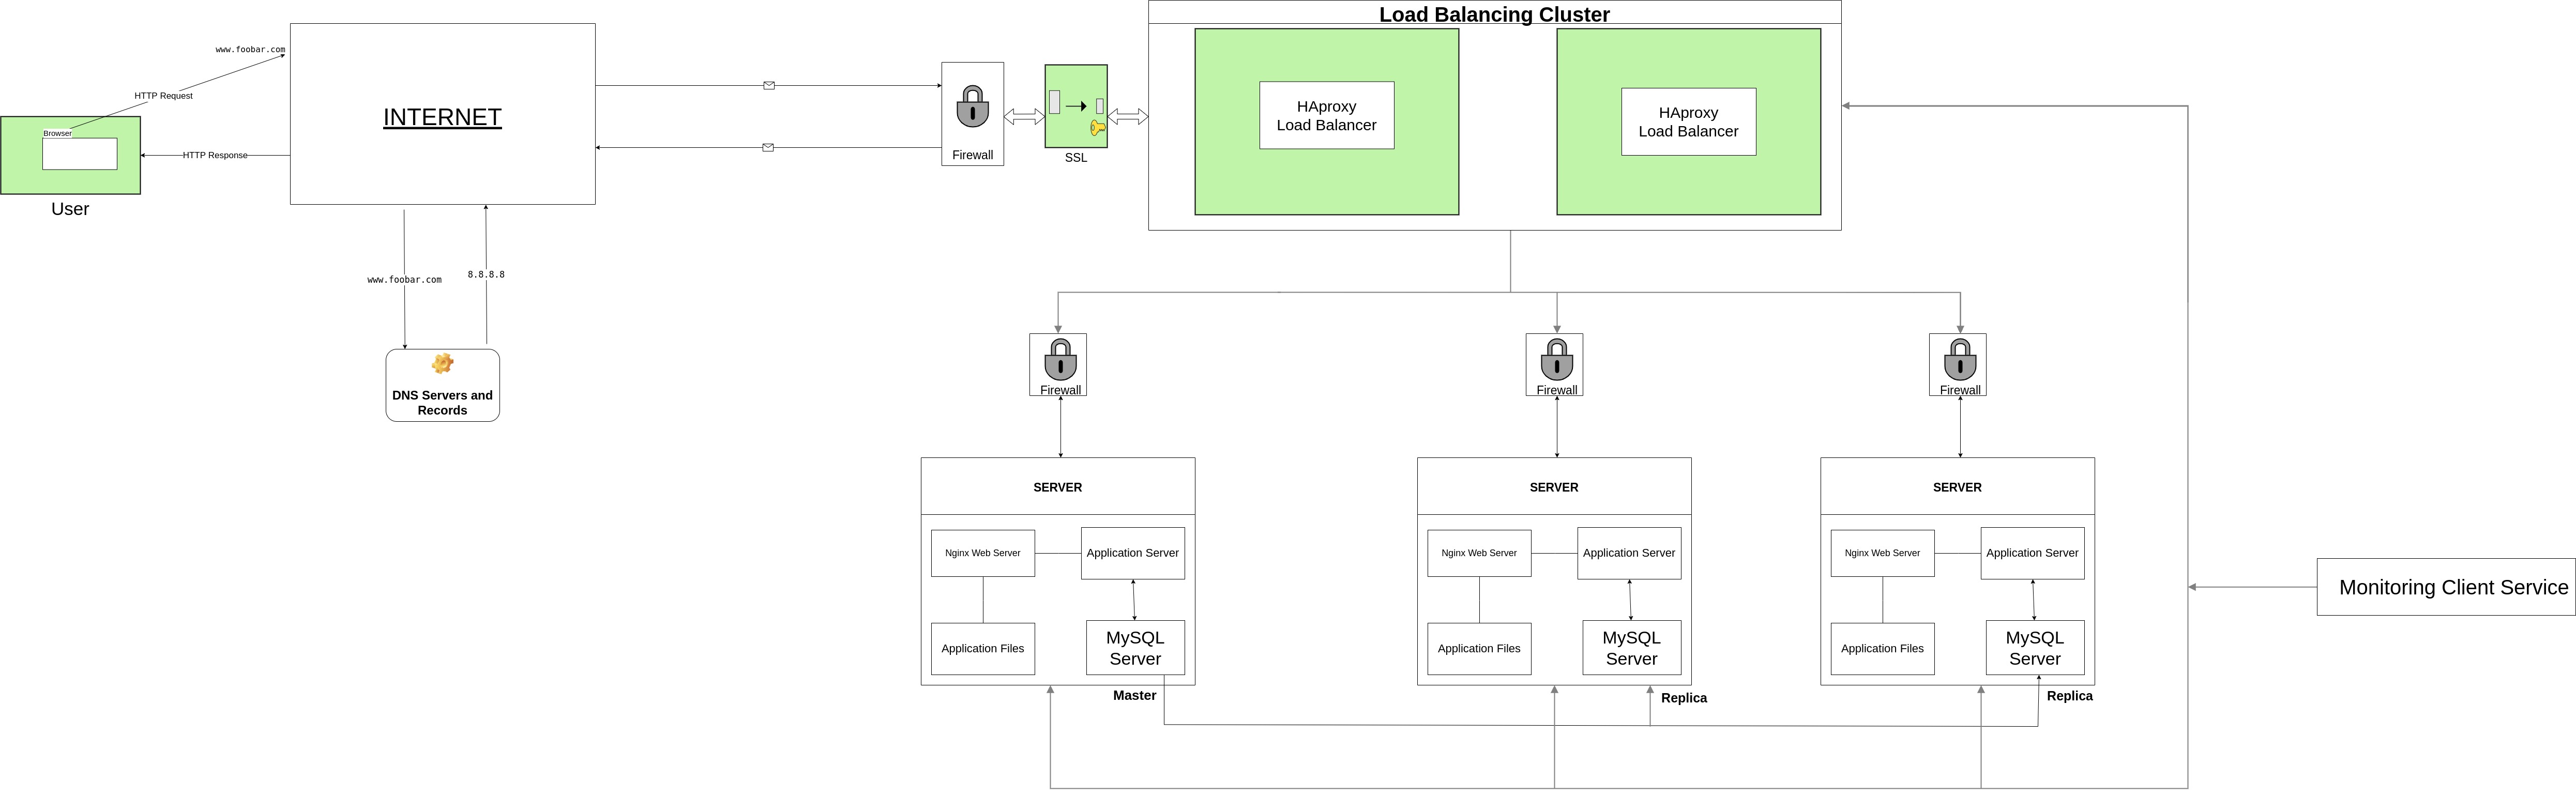 Load Balancing Cluster
www.foobar.com
HTTP Request
Browser
HTTP Response
User
INTERNET
Firewall
SSL
HAproxy
Load Balancer
HAproxy
Load Balancer
www.foobar.com
8.8.8.8
DNS Servers and
Records
Firewall
Firewall
Firewall
SERVER
Nginx Web Server
Application Server
Application Files
MySQL
Server
Master
SERVER
Nginx Web Server
Application Server
Application Files
MySQL
Server
Replica
SERVER
Nginx Web Server
Application Server
Application Files
MySQL
Server
Replica
Monitoring Client Service